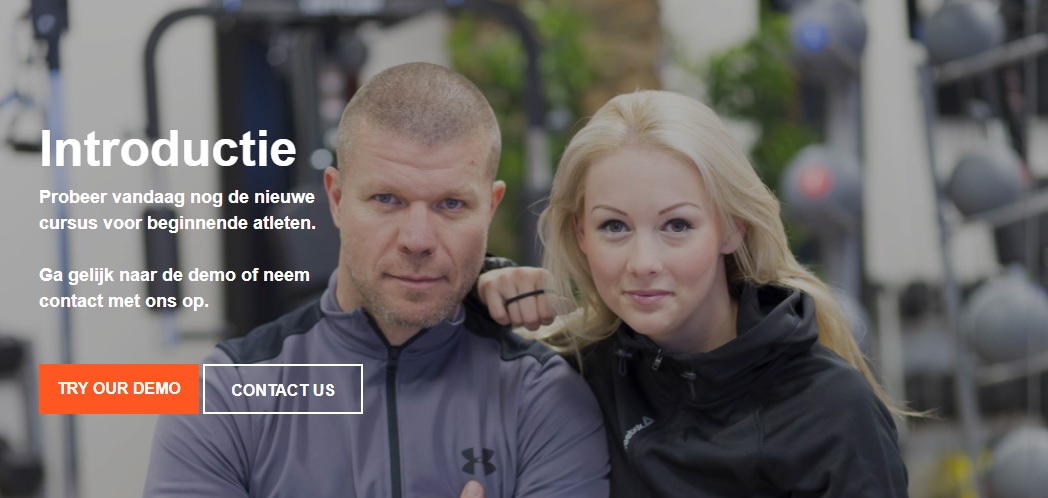 Introductie
Probeer vandaag nog de nieuwe
cursus voor beginnende atleten.
Ga gelijk naar de demo of neem
contact met ons op.
TRY OUR DEMO
CONTACT US
Reebok